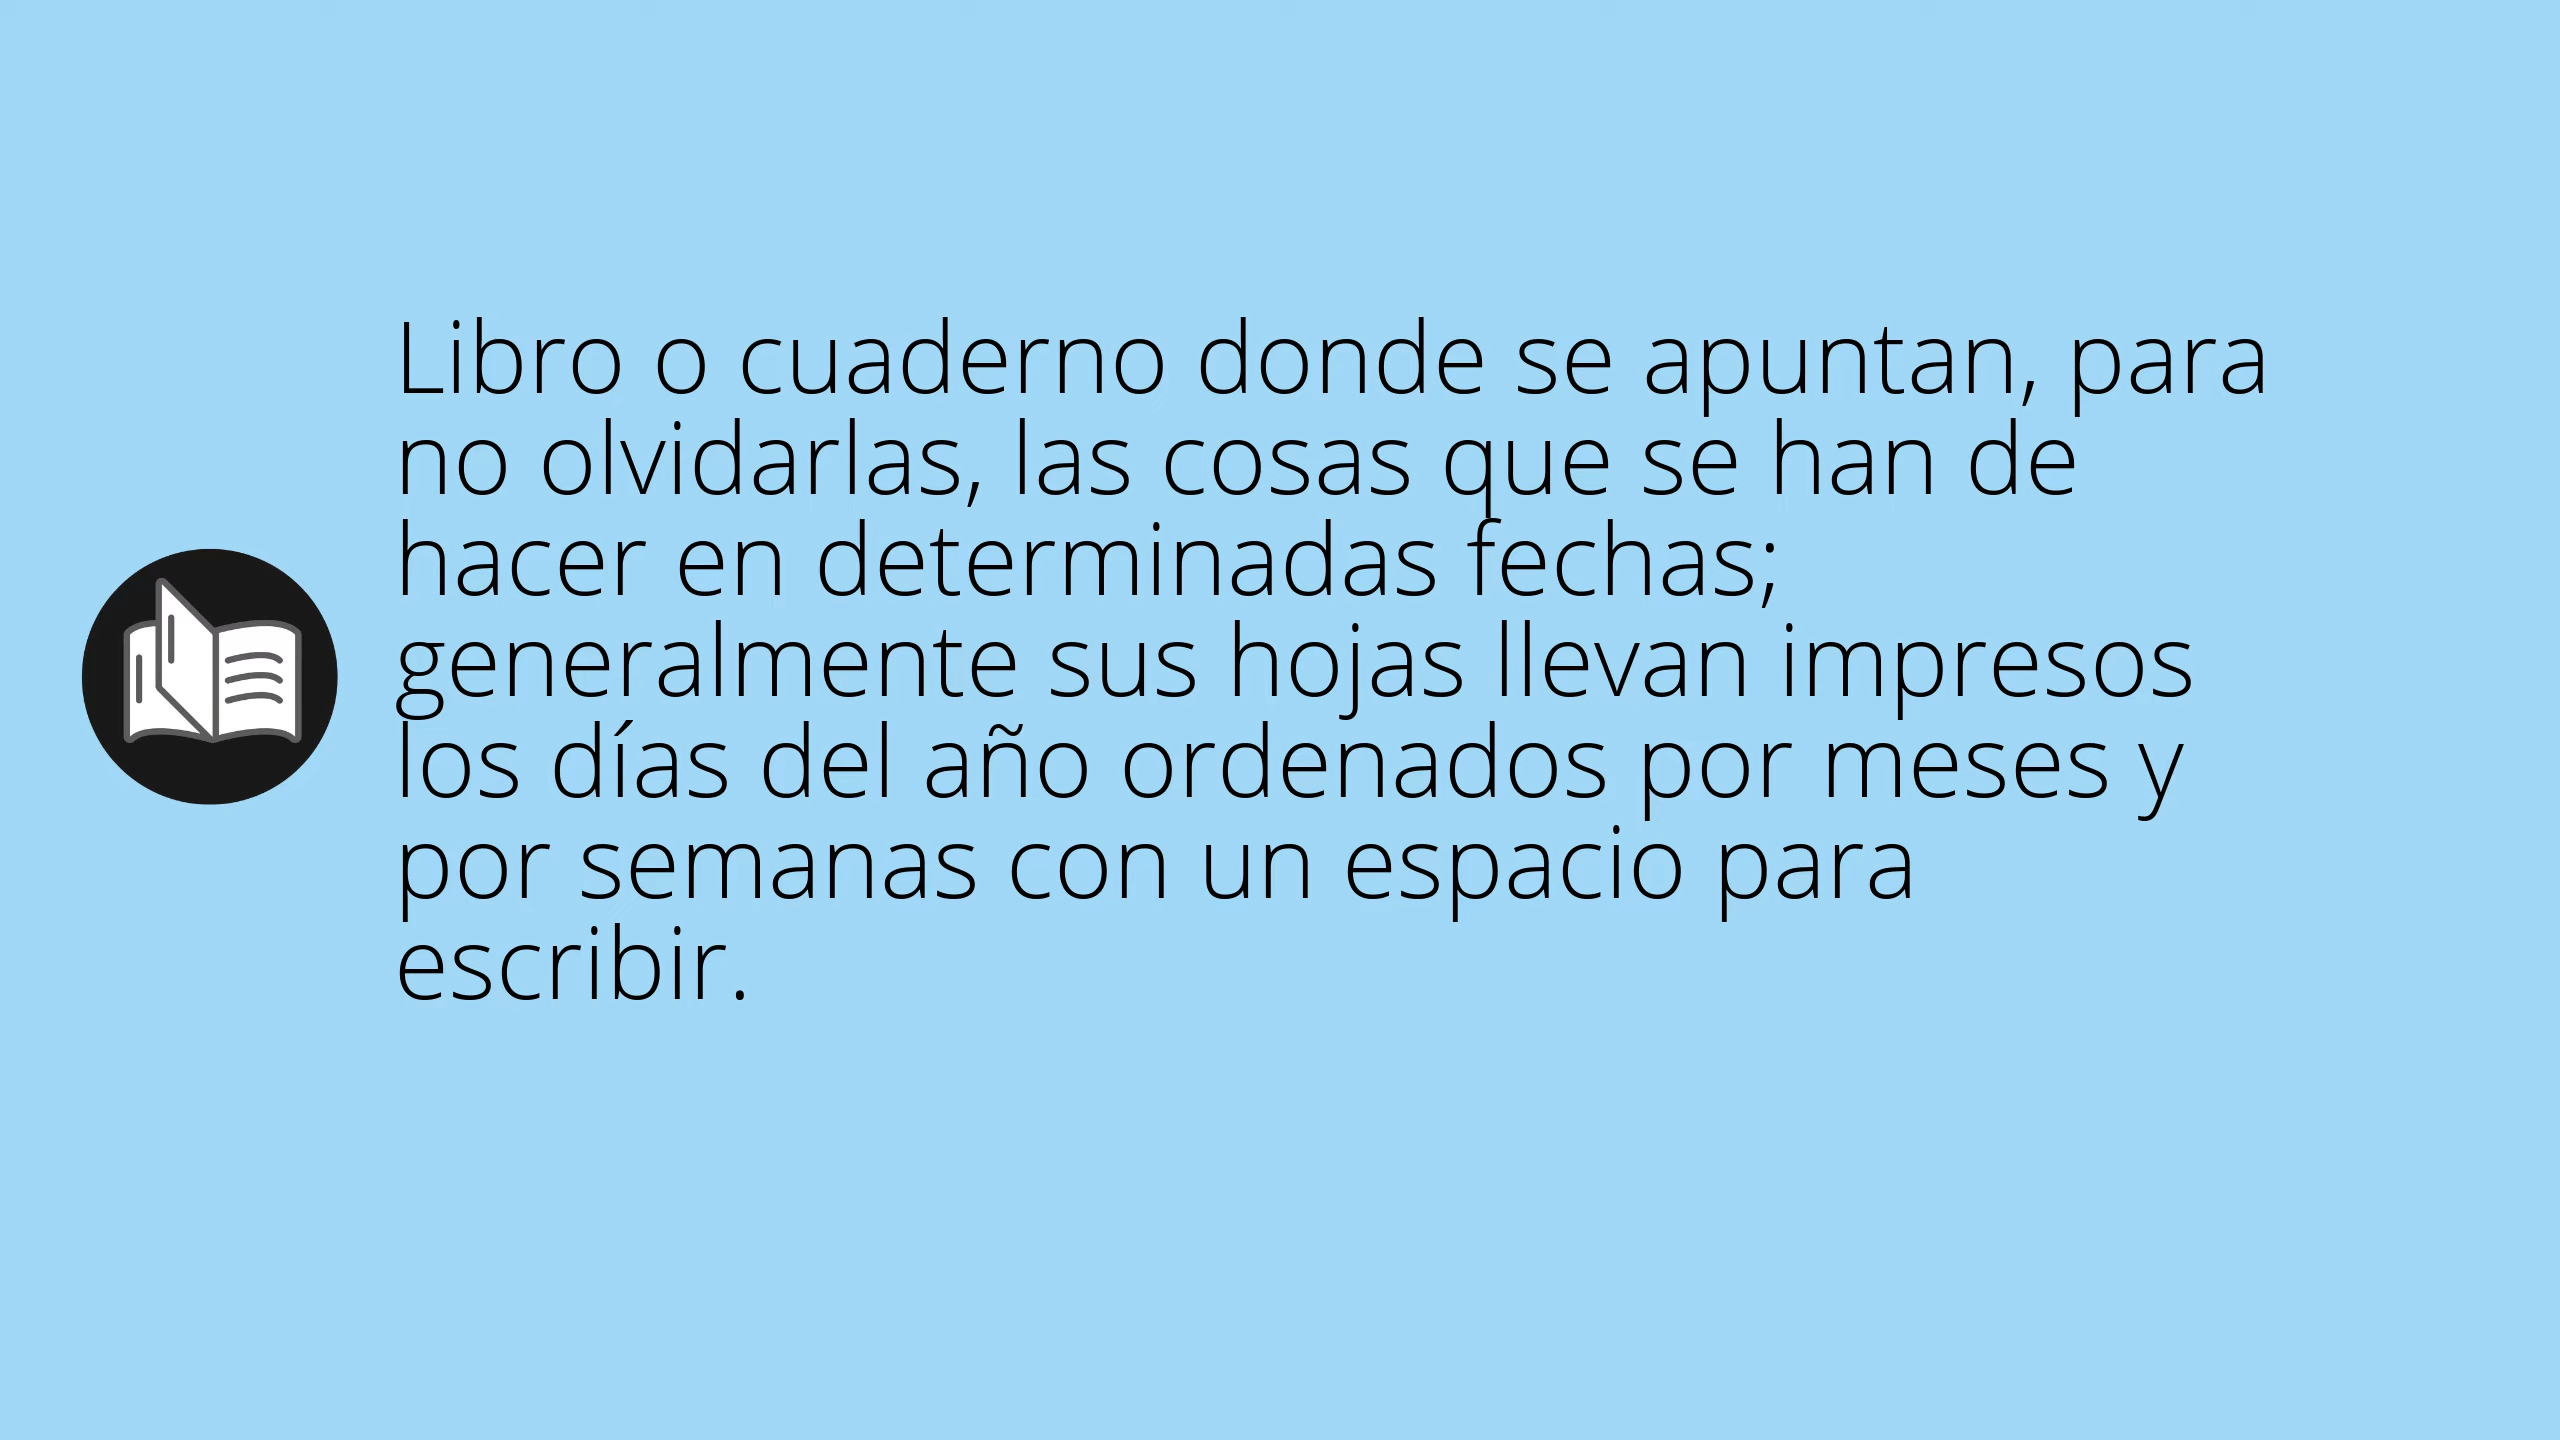 Libro o cuaderno donde se apuntan, para
no olvidarlas, las cosas que se han de
hacer en determinadas fechas;
generalmente sus hojas llevan impresos
los días del año ordenados por meses y
por semanas con un espacio para
escribir.